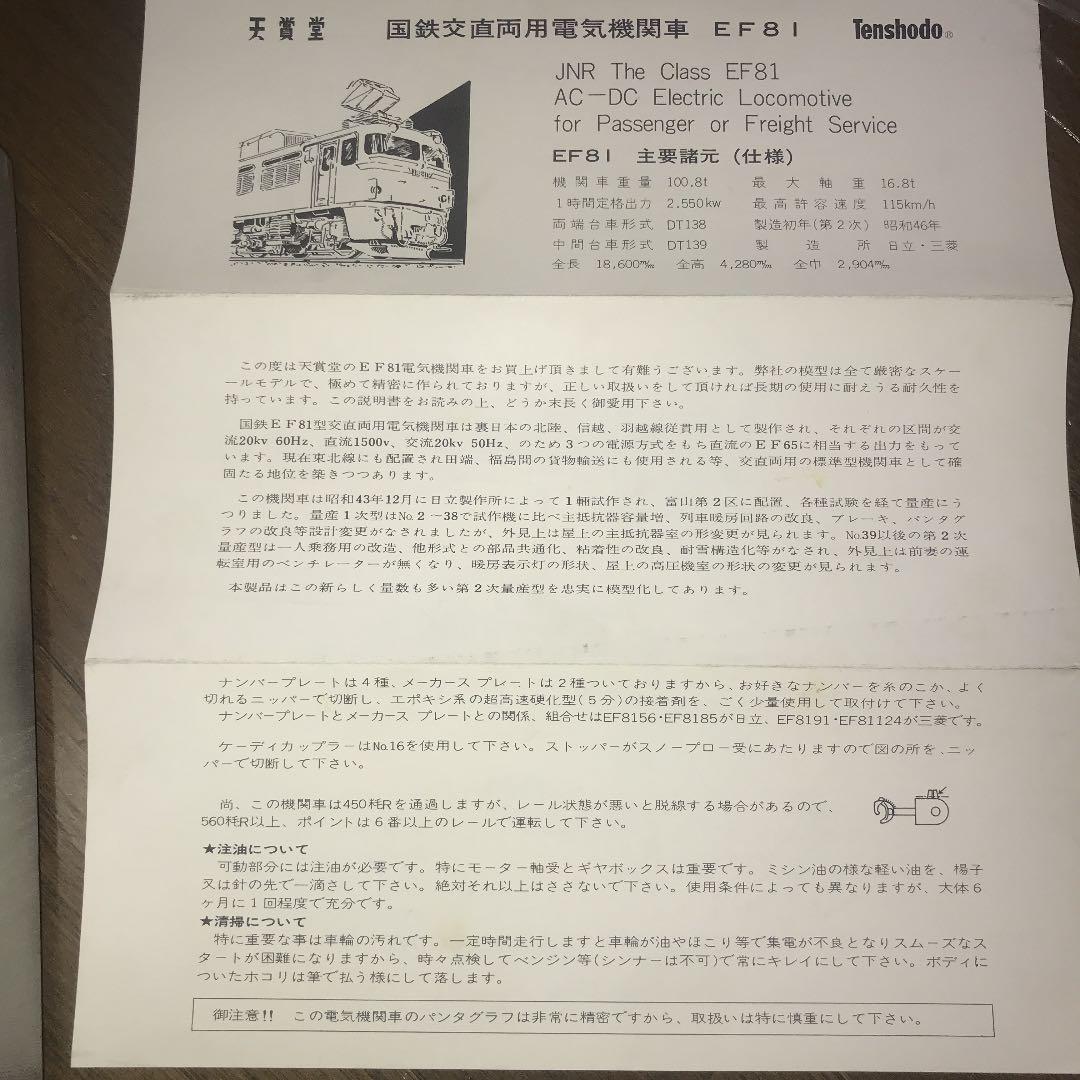 天賞堂 国鉄交直両用電気機関車 EF81 Tenshodo®
JNR The Class EF81
AC－DC Electric Locomotive
for Passenger or Freight Service
EF81 主要諸元（仕様）
機関車重量 100.8t 最大軸重 16.8t
1時間定格出力 2.550kw 最高許容速度 115km/h
両端台車形式 DT138 製造初年(第2次) 昭和46年
中間台車形式 DT139 製造所 日立・三菱
全長 18,600m/m 全高 4,280m/m 全巾 2,904m/m
この度は天賞堂のＥＦ81電気機関車をお買上げ頂きまして有難うございます。弊社の模型は全て厳密なスケー
ールモデルで、極めて精密に作られておりますが、正しい取扱いをして頂ければ長期の使用に耐えうる耐久性を
持っています。この説明書をお読みの上、どうか末長く御愛用下さい。
国鉄ＥＦ81型交直両用電気機関車は裏日本の北陸、信越、羽越線従貫用として製作され、それぞれの区間が交
流20kv 60Hz、直流1500v、交流20kv 50Hz、のため３つの電源方式をもち直流のＥＦ65に相当する出力をもって
います。現在東北線にも配置され田端、福島間の貨物輸送にも使用される等、交直両用の標準型機関車として確
固たる地位を築きつつあります。
この機関車は昭和43年12月に日立製作所によって１輛試作され、富山第２区に配置、各種試験を経て量産にう
つりました。量産１次型はNo.２～38で試作機に比べ主抵抗器容量増、列車暖房回路の改良、ブレーキ、パンタグ
ラフの改良等設計変更がなされましたが、外見上は屋上の主抵抗器室の形変更が見られます。No.39以後の第２次
量産型は一人乗務用の改造、他形式との部品共通化、粘着性の改良、耐雪構造化等がなされ、外見上は前妻の運
転室用のベンチレーターが無くなり、暖房表示灯の形状、屋上の高圧機室の形状の変更が見られます。
本製品はこの新らしく量数も多い第２次量産型を忠実に模型化してあります。
ナンバープレートは４種、メーカース プレートは２種ついておりますから、お好きなナンバーを糸のこか、よく
切れるニッパーで切断し、エポキシ系の超高速硬化型(５分)の接着剤を、ごく少量使用して取付けて下さい。
ナンバープレートとメーカース プレートとの関係、組合せはEF8156・EF8185が日立、EF8191・EF81124が三菱です。
ケーディカップラーはNo.16を使用して下さい。ストッパーがスノープロー受にあたりますので図の所を、ニッ
パーで切断して下さい。
尚、この機関車は450粍Rを通過しますが、レール状態が悪いと脱線する場合があるので、
560粍R以上、ポイントは６番以上のレールで運転して下さい。
★注油について
可動部分には注油が必要です。特にモーター軸受とギヤボックスは重要です。ミシン油の様な軽い油を、楊子
又は針の先で一滴さして下さい。絶対それ以上はささないで下さい。使用条件によっても異なりますが、大体６
ヶ月に１回程度で充分です。
★清掃について
特に重要な事は車輪の汚れです。一定時間走行しますと車輪が油やほこり等で集電が不良となりスムーズなス
タートが困難になりますから、時々点検してベンジン等(シンナーは不可)で常にキレイにして下さい。ボディに
ついたホコリは筆で払う様にして落します。
御注意!! この電気機関車のパンタグラフは非常に精密ですから、取扱いは特に慎重にして下さい。